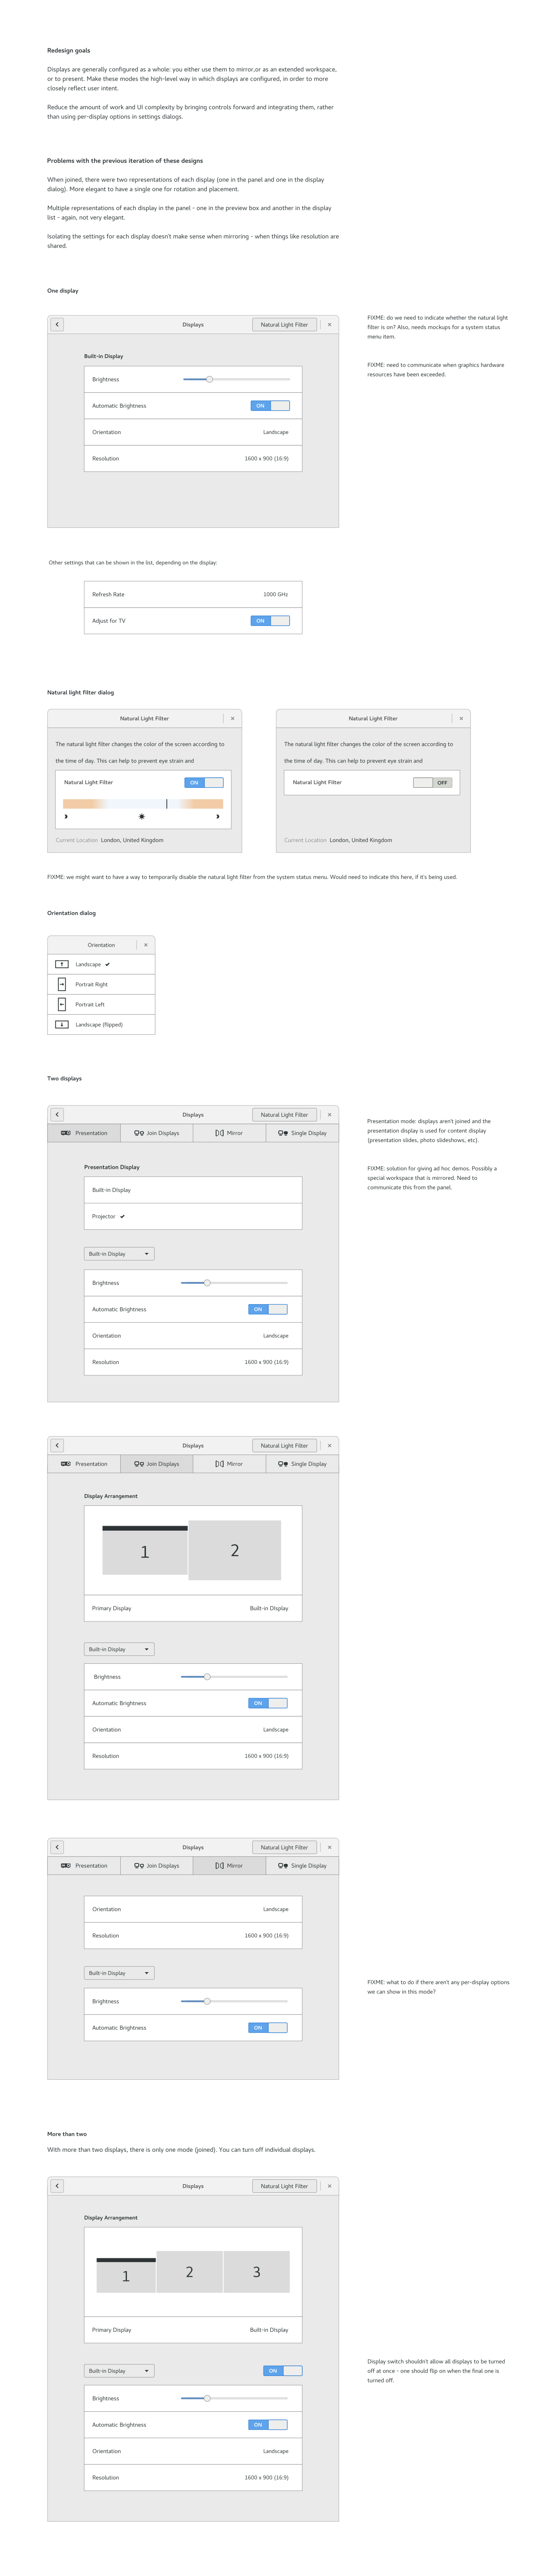 Redesign goals
Displays are generally configured as a whole: you either use them to mirror,or as an extended workspace,
or to present. Make these modes the high-level way in which displays are configured, in order to more
closely reflect user intent.
Reduce the amount of work and UI complexity by bringing controls forward and integrating them, rather
than using per-display options in settings dialogs.
Problems with the previous iteration of these designs
When joined, there were two representations of each display (one in the panel and one in the display
dialog). More elegant to have a single one for rotation and placement.
Multiple representations of each display in the panel - one in the preview box and another in the display
list - again, not very elegant.
Isolating the settings for each display doesn't make sense when mirroring - when things like resolution are
shared.
One display
Displays
Natural Light Filter
Built-in Display
Brightness
Automatic Brightness ON
Orientation Landscape
Resolution 1600 x 900 (16:9)
FIXME: do we need to indicate whether the natural light
filter is on? Also, needs mockups for a system status
menu item.
FIXME: need to communicate when graphics hardware
resources have been exceeded.
Other settings that can be shown in the list, depending on the display:
Refresh Rate 1000 GHz
Adjust for TV ON
Natural light filter dialog
Natural Light Filter
The natural light filter changes the color of the screen according to
the time of day. This can help to prevent eye strain and
Natural Light Filter ON
Current Location London, United Kingdom
Natural Light Filter
The natural light filter changes the color of the screen according to
the time of day. This can help to prevent eye strain and
Natural Light Filter OFF
Current Location London, United Kingdom
FIXME: we might want to have a way to temporarily disable the natural light filter from the system status menu. Would need to indicate this here, if it's being used.
Orientation dialog
Orientation
Landscape
Portrait Right
Portrait Left
Landscape (flipped)
Two displays
Displays
Natural Light Filter
Presentation Join Displays Mirror Single Display
Presentation Display
Built-in Display
Projector
Built-in Display
Brightness
Automatic Brightness ON
Orientation Landscape
Resolution 1600 x 900 (16:9)
Presentation mode: displays aren't joined and the
presentation display is used for content display
(presentation slides, photo slideshows, etc).
FIXME: solution for giving ad hoc demos. Possibly a
special workspace that is mirrored. Need to
communicate this from the panel.
Displays
Natural Light Filter
Presentation Join Displays Mirror Single Display
Display Arrangement
1 2
Primary Display Built-in Display
Built-in Display
Brightness
Automatic Brightness ON
Orientation Landscape
Resolution 1600 x 900 (16:9)
Displays
Natural Light Filter
Presentation Join Displays Mirror Single Display
Orientation Landscape
Resolution 1600 x 900 (16:9)
Built-in Display
Brightness
Automatic Brightness ON
FIXME: what to do if there aren't any per-display options
we can show in this mode?
More than two
With more than two displays, there is only one mode (joined). You can turn off individual displays.
Displays
Natural Light Filter
Display Arrangement
1 2 3
Primary Display Built-in Display
Built-in Display ON
Brightness
Automatic Brightness ON
Orientation Landscape
Resolution 1600 x 900 (16:9)
Display switch shouldn't allow all displays to be turned
off at once - one should flip on when the final one is
turned off.